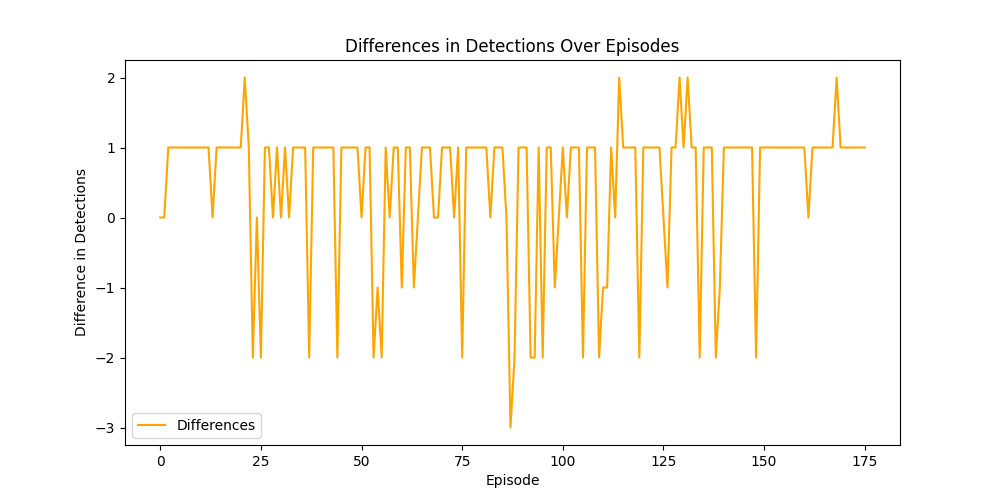 Differences in Detections Over Episodes
Difference in Detections
2
1
0
−1
−2
−3
Differences
0 25 50 75 100 125 150 175
Episode